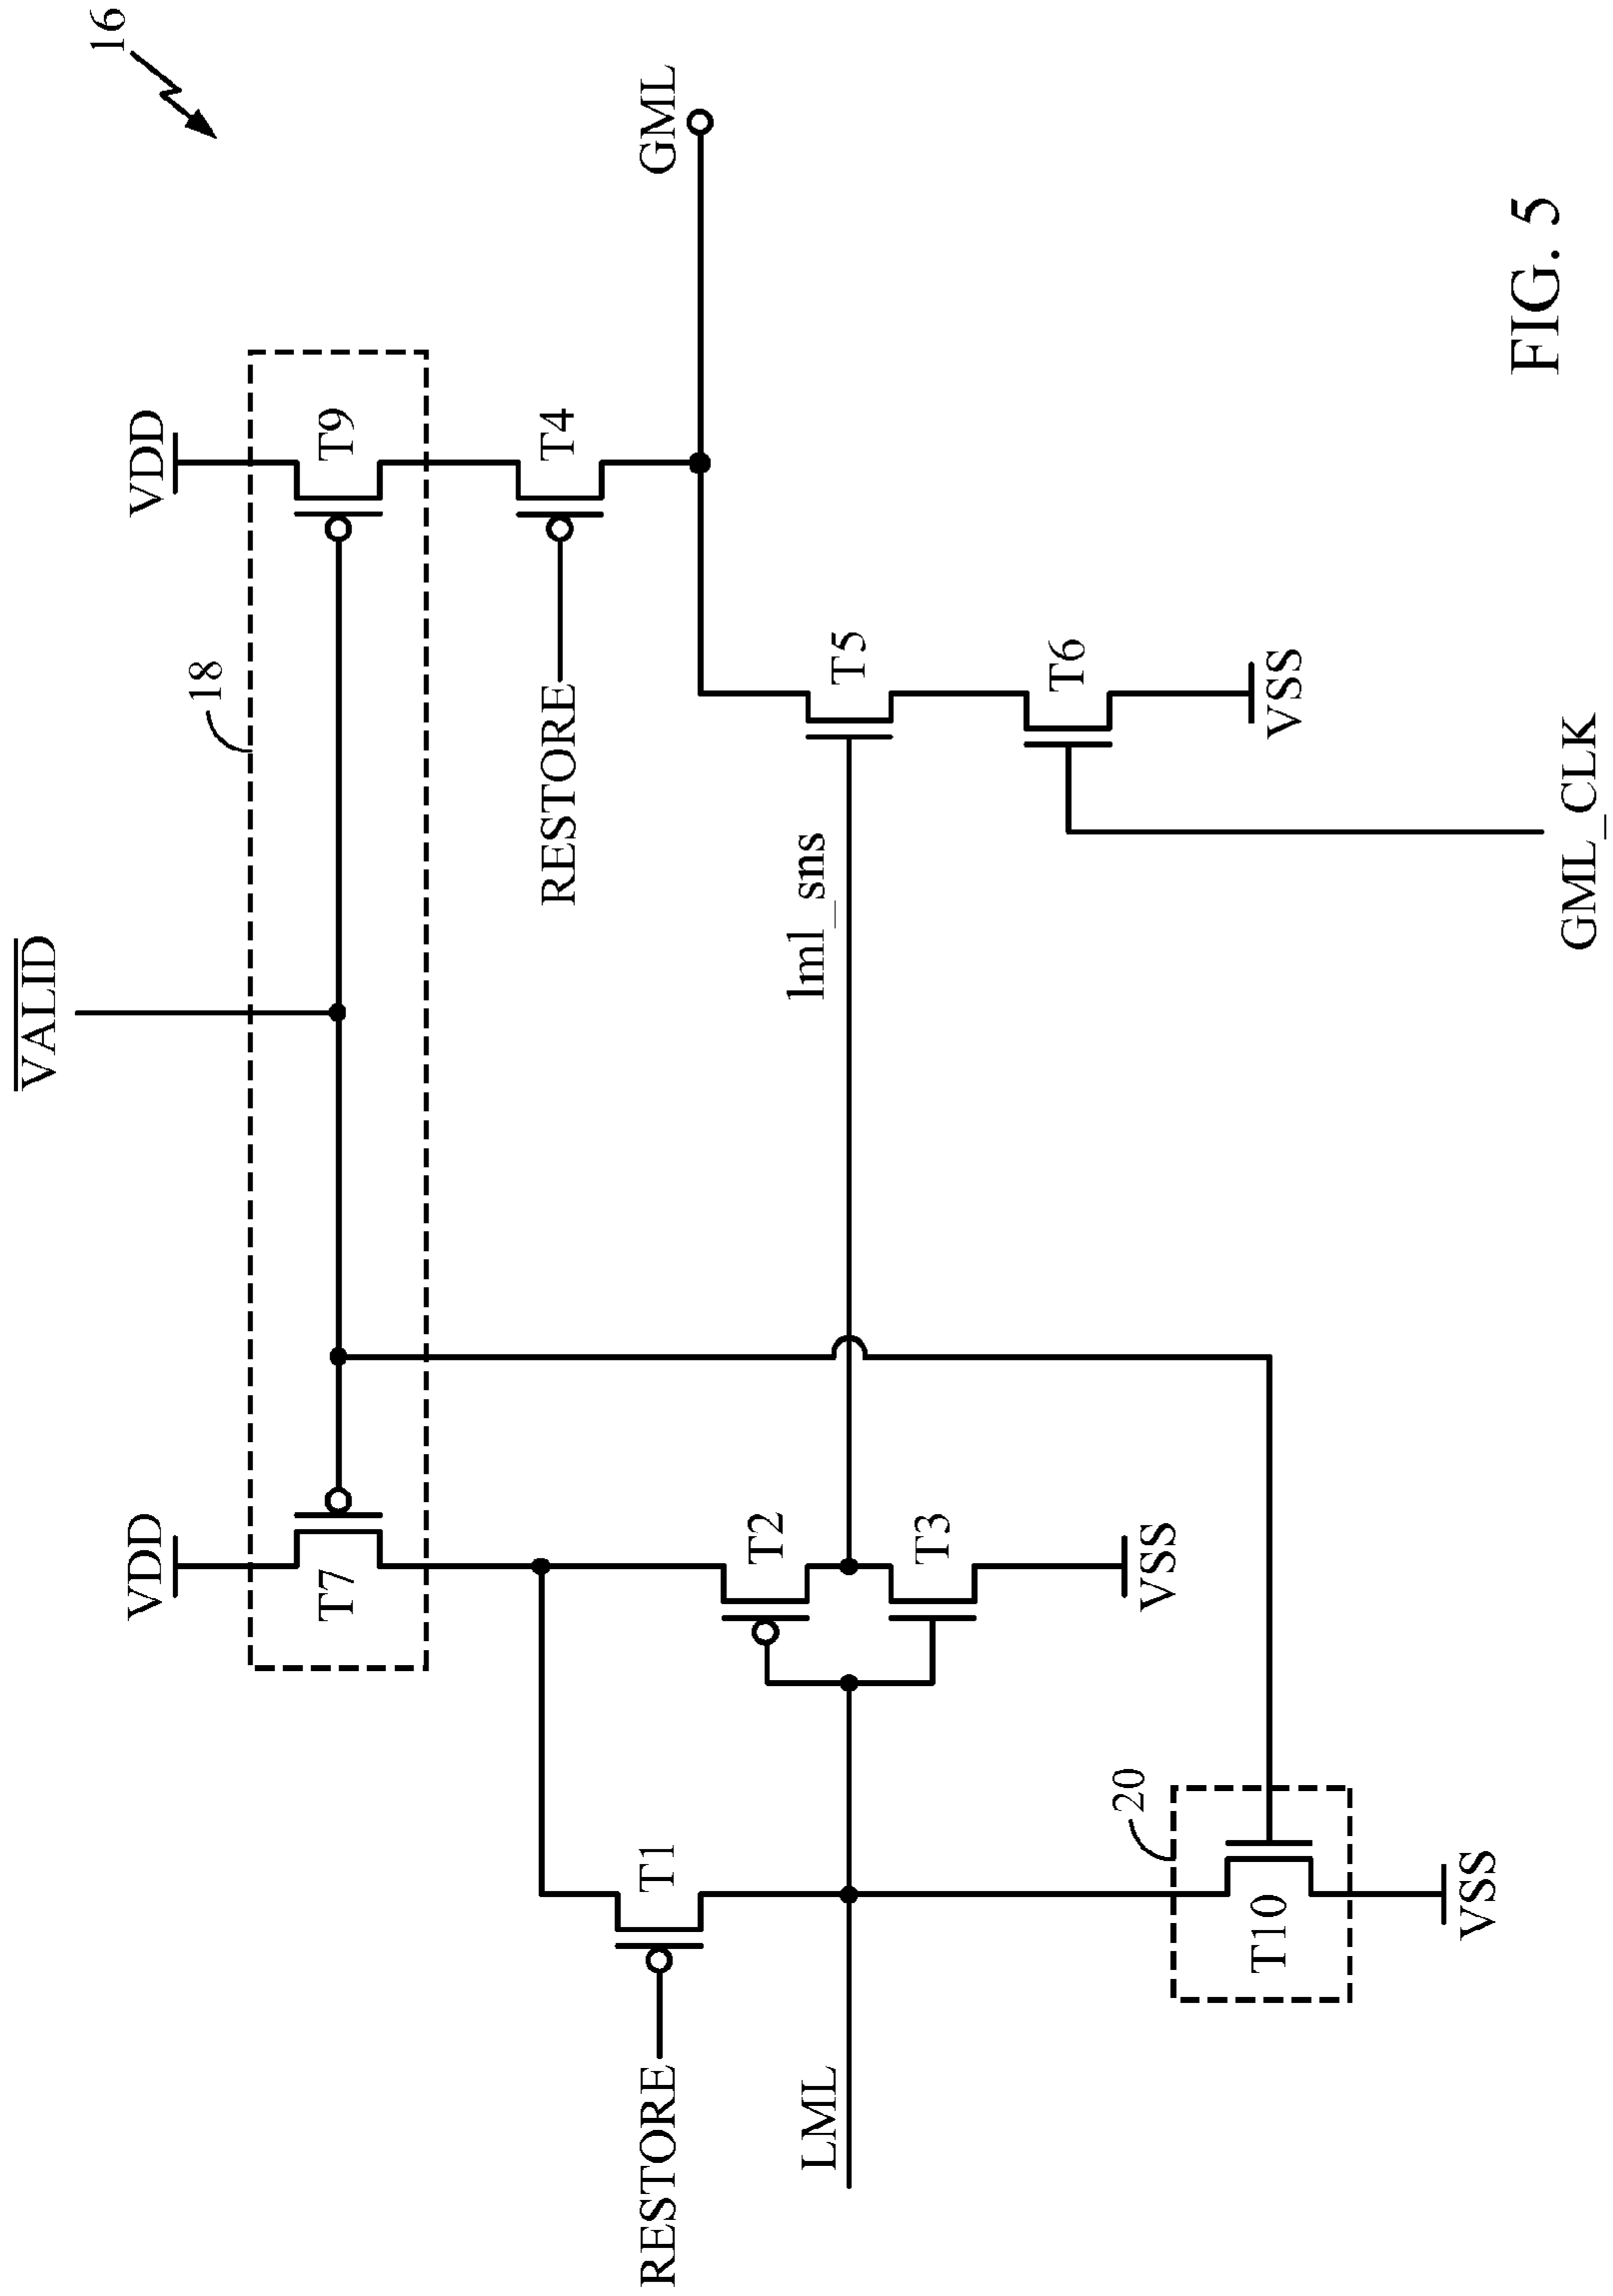 16
VALID
VDD
VDD
18
T7
T9
RESTORE
T4
GML
RESTORE
T1
T2
LML
lml_sns
T5
T3
T6
20
VSS
VSS
T10
VSS
GML_CLK
FIG. 5